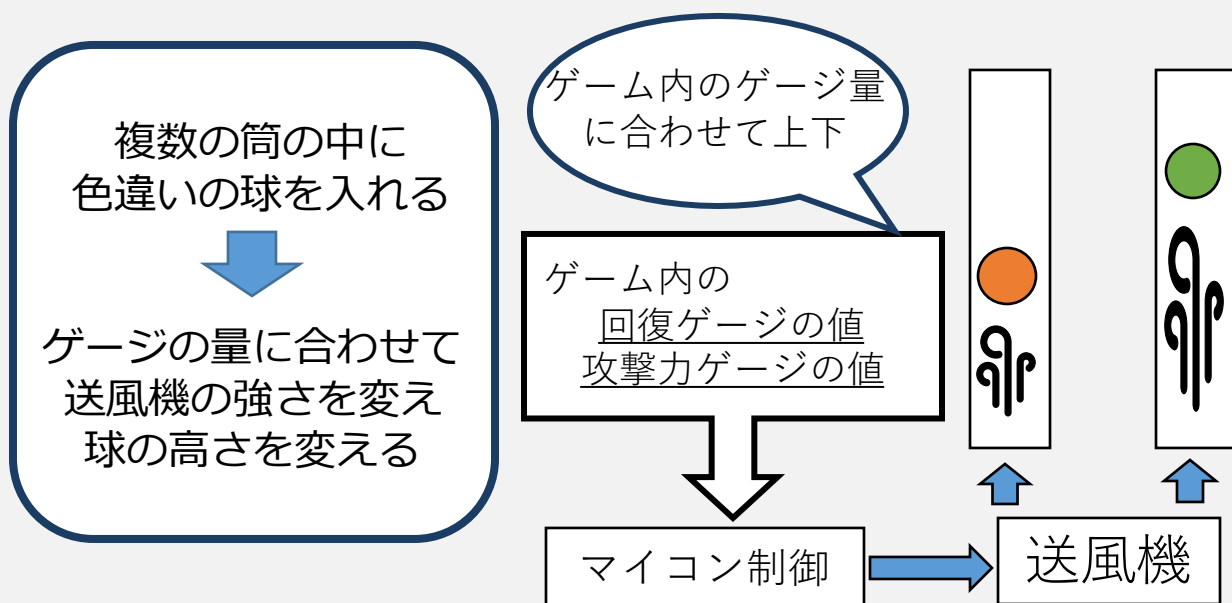 複数の筒の中に
色違いの球を入れる
ゲージの量に合わせて
送風機の強さを変え
球の高さを変える
ゲーム内のゲージ量
に合わせて上下
ゲーム内の
回復ゲージの値
攻撃力ゲージの値
マイコン制御
送風機